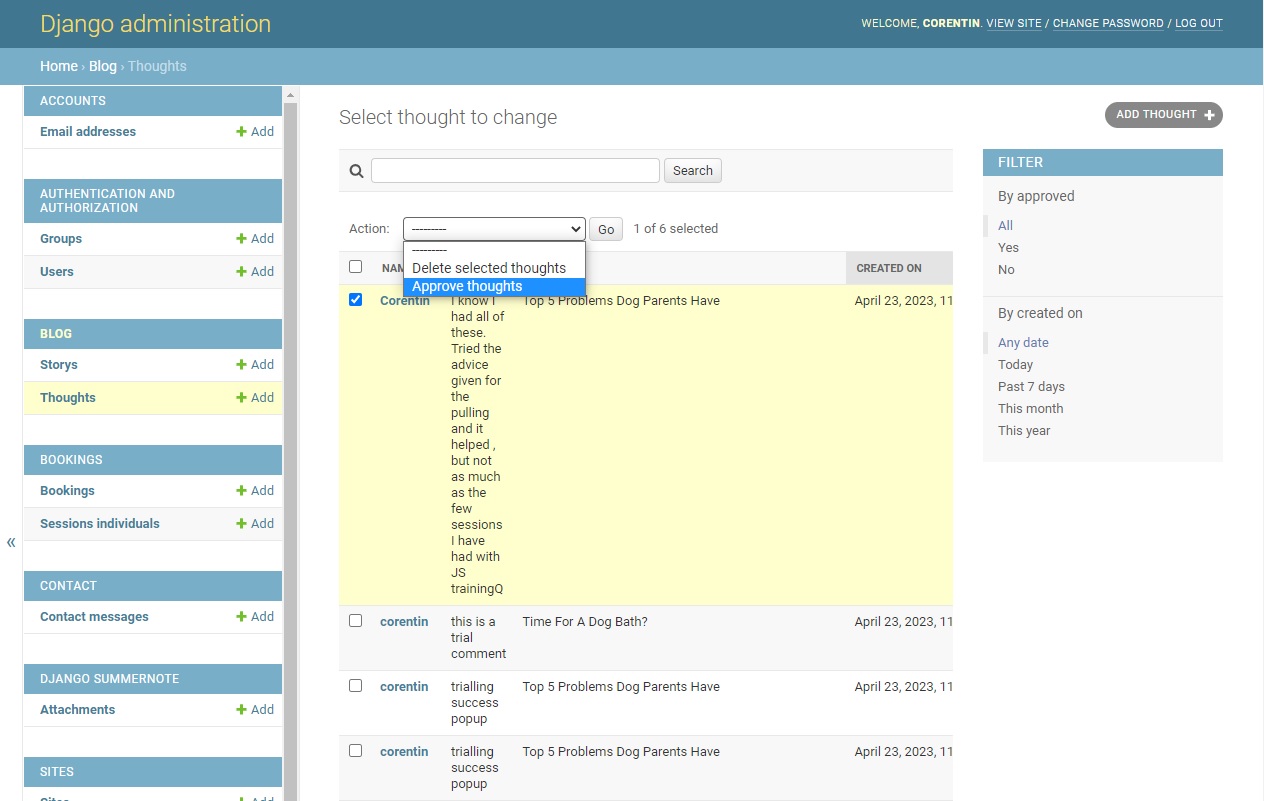 Django administration
WELCOME, CORENTIN. VIEW SITE / CHANGE PASSWORD / LOG OUT
Home › Blog › Thoughts
ACCOUNTS
Email addresses + Add
AUTHENTICATION AND
AUTHORIZATION
Groups + Add
Users + Add
BLOG
Storys + Add
Thoughts + Add
BOOKINGS
Bookings + Add
Sessions individuals + Add
«
CONTACT
Contact messages + Add
DJANGO SUMMERNOTE
Attachments + Add
SITES
Sites + Add
Select thought to change
ADD THOUGHT +
Search
Action: --------- Go 1 of 6 selected
---------
Delete selected thoughts
Approve thoughts
NAM
CREATED ON
Corentin
I know I
had all of
these.
Tried the
advice
given for
the
pulling
and it
helped ,
but not
as much
as the
few
sessions
I have
had with
JS
trainingQ
Top 5 Problems Dog Parents Have
April 23, 2023, 11
corentin
this is a
trial
comment
Time For A Dog Bath?
April 23, 2023, 11
corentin
trialling
success
popup
Top 5 Problems Dog Parents Have
April 23, 2023, 11
corentin
trialling
success
popup
Top 5 Problems Dog Parents Have
April 23, 2023, 11
FILTER
By approved
All
Yes
No
By created on
Any date
Today
Past 7 days
This month
This year